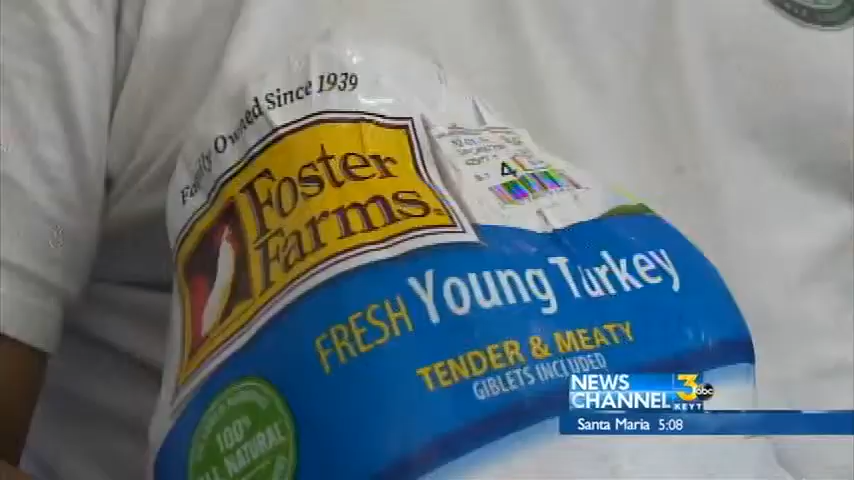 Family Owned Since 1939
Foster
Farms
4
FRESH Young Turkey
TENDER & MEATY
GIBLETS INCLUDED
100%
NATURAL
NEWS
CHANNEL 3 abc
KEYT
Santa Maria 5:08